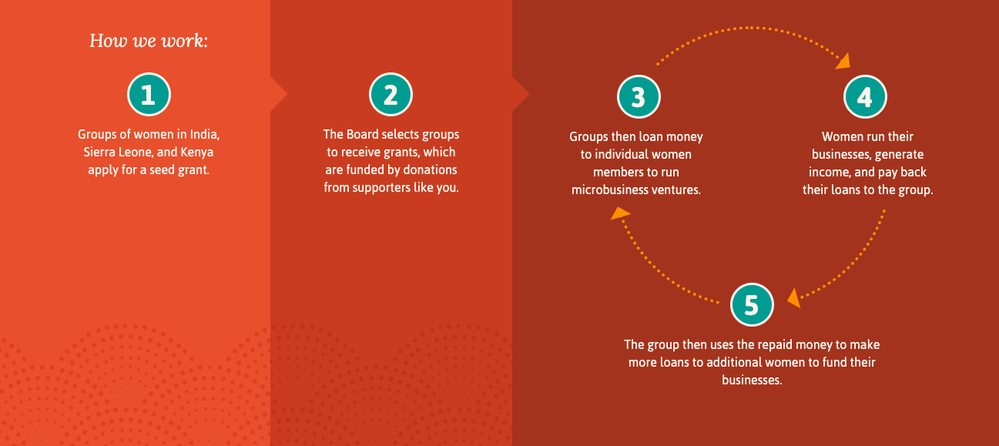 How we work:
1
Groups of women in India,
Sierra Leone, and Kenya
apply for a seed grant.
2
The Board selects groups
to receive grants, which
are funded by donations
from supporters like you.
3
Groups then loan money
to individual women
members to run
microbusiness ventures.
4
Women run their
businesses, generate
income, and pay back
their loans to the group.
5
The group then uses the repaid money to make
more loans to additional women to fund their
businesses.